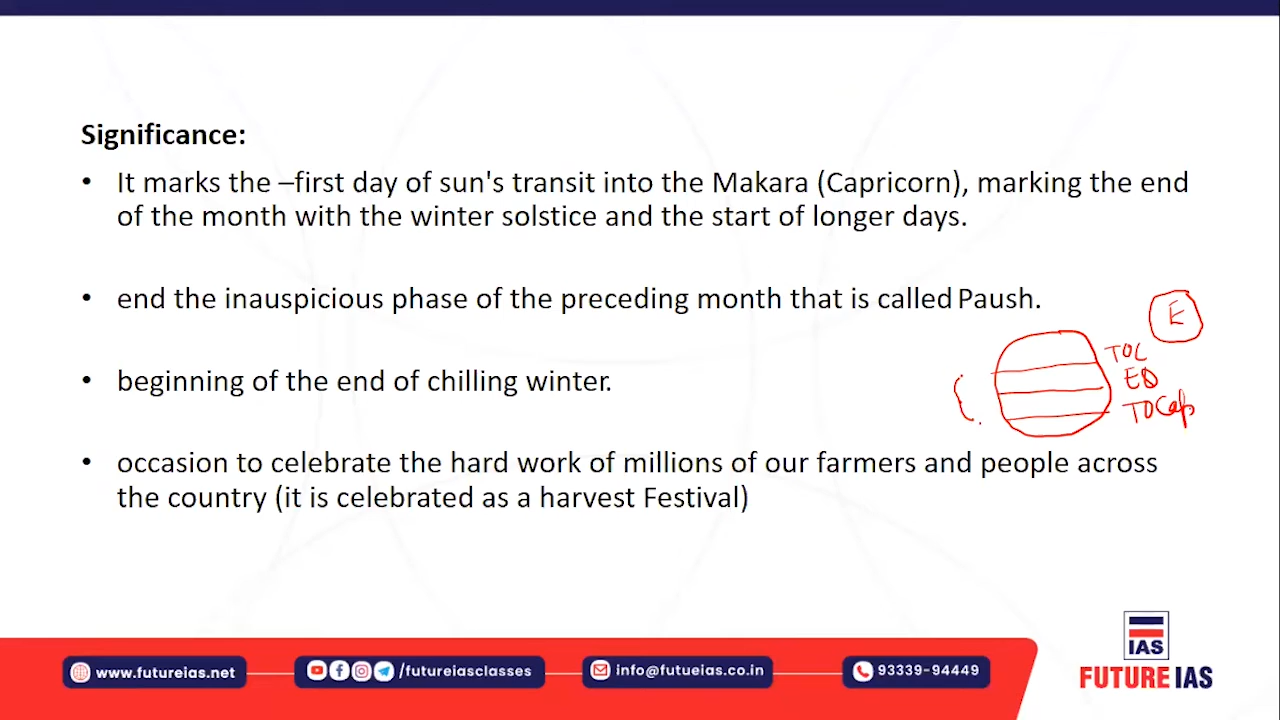 Significance:
• It marks the –first day of sun's transit into the Makara (Capricorn), marking the end
of the month with the winter solstice and the start of longer days.
• end the inauspicious phase of the preceding month that is called Paush.
E
TOC
• beginning of the end of chilling winter.
EQ
TOCap
• occasion to celebrate the hard work of millions of our farmers and people across
the country (it is celebrated as a harvest Festival)
IAS
FUTURE IAS
www.futureias.net
/futureiasclasses
info@futueias.co.in
93339-94449